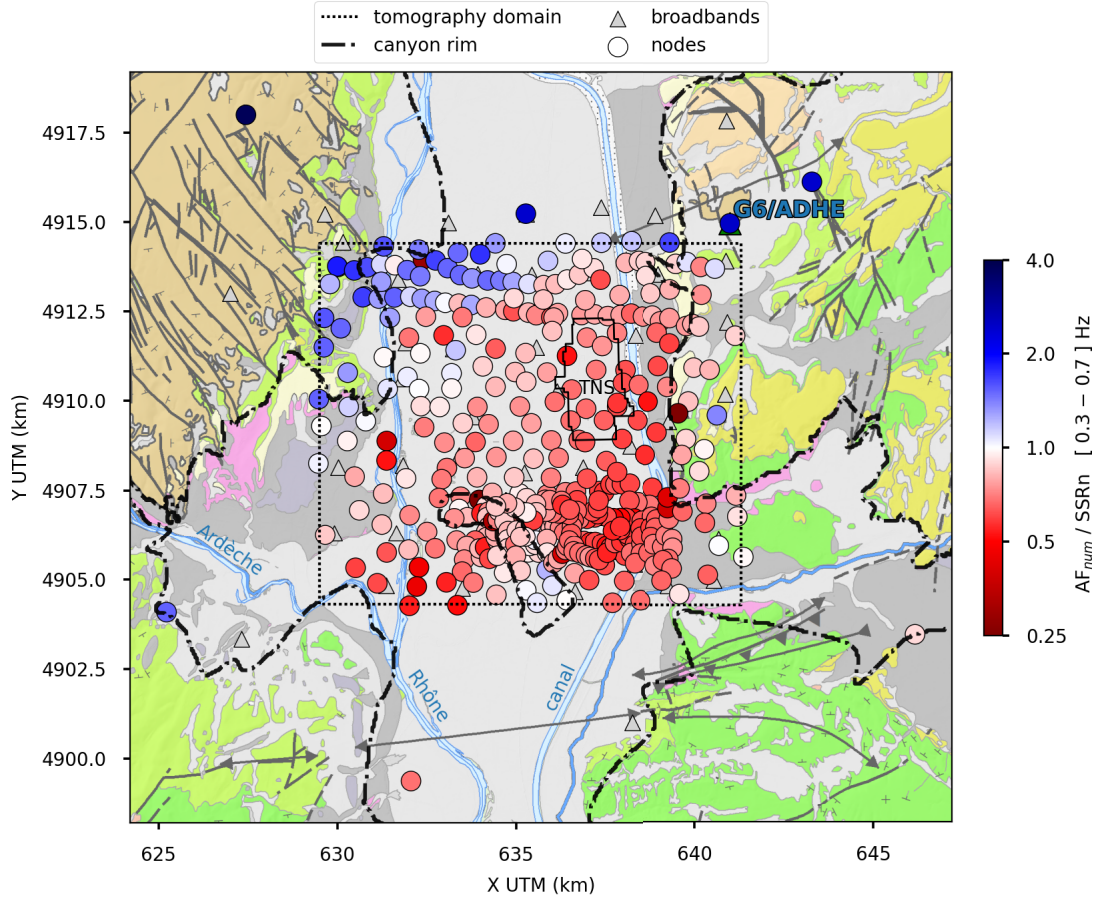 tomography domain
canyon rim
broadbands
nodes
4917.5
4915.0
4912.5
4910.0
4907.5
4905.0
4902.5
4900.0
Y UTM (km)
G6/ADHE
TNS
Ardèche
Rhône
canal
625
630
635
640
645
X UTM (km)
4.0
2.0
1.0
0.5
0.25
AFnum / SSRn [ 0.3 − 0.7 ] Hz